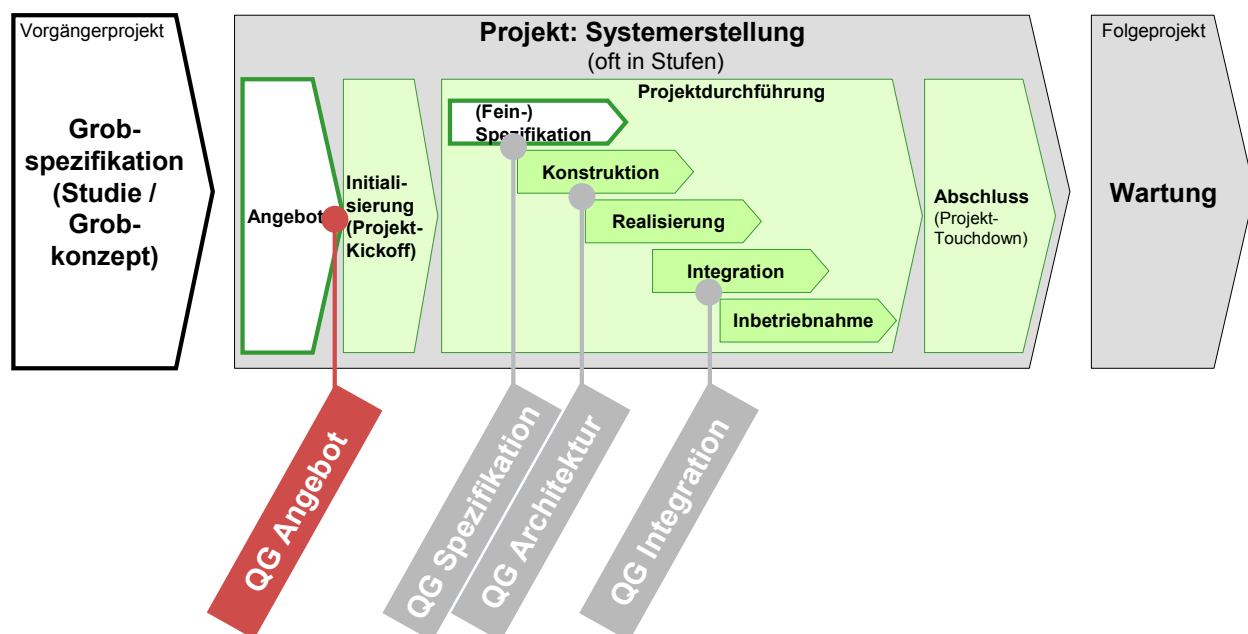 Vorgängerprojekt
Grob-
spezifikation
(Studie /
Grob-
konzept)
Projekt: Systemerstellung
(oft in Stufen)
Angebot
Initiali-
sierung
(Projekt-
Kickoff)
Projektdurchführung
(Fein-)
Spezifikation
Konstruktion
Realisierung
Integration
Inbetriebnahme
Abschluss
(Projekt-
Touchdown)
Folgeprojekt
Wartung
QG Angebot
QG Spezifikation
QG Architektur
QG Integration